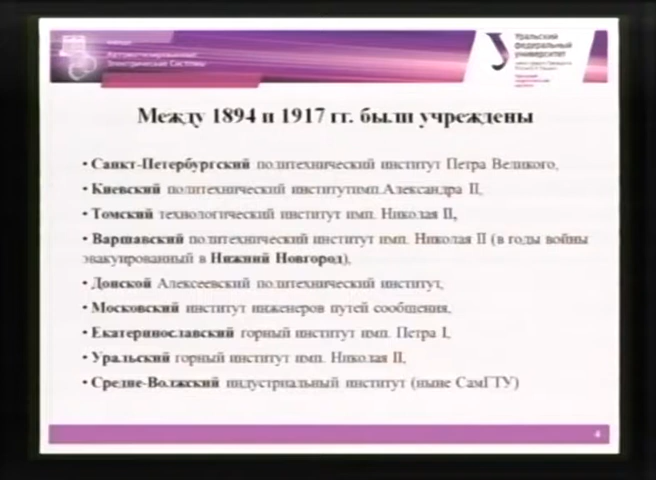 Автоматизированные
Электрические Системы
Уральский
федеральный
университет
Между 1894 и 1917 гг. были учреждены
• Санкт-Петербургский политехнический институт Петра Великого,
• Киевский политехнический институтимп.Александра II,
• Томский технологический институт имп. Николая II,
• Варшавский политехнический институт имп. Николая II (в годы войны
эвакуированный в Нижний Новгород),
• Донской Алексеевский политехнический институт,
• Московский институт инженеров путей сообщения,
• Екатеринославский горный институт имп. Петра I,
• Уральский горный институт имп. Николая II,
• Средне-Волжский индустриальный институт (ныне СамГТУ)
4